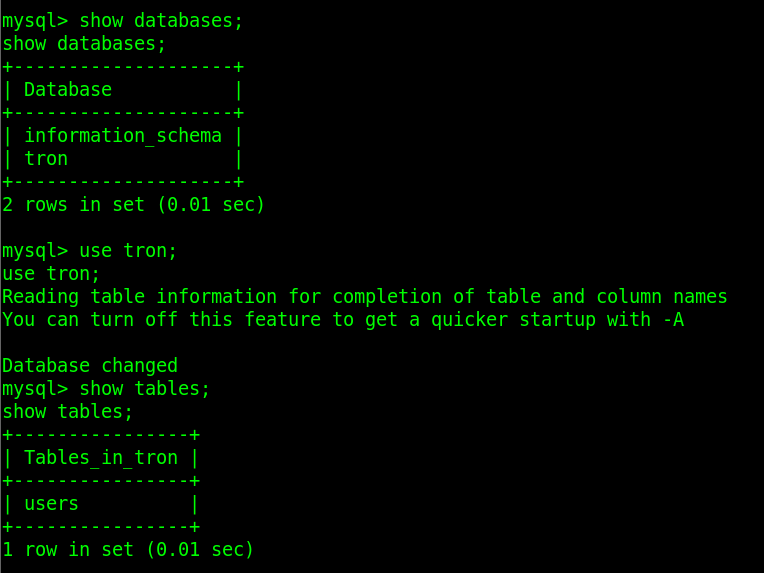 mysql> show databases;
show databases;
+--------------------+
| Database           |
+--------------------+
| information_schema |
| tron               |
+--------------------+
2 rows in set (0.01 sec)

mysql> use tron;
use tron;
Reading table information for completion of table and column names
You can turn off this feature to get a quicker startup with -A

Database changed
mysql> show tables;
show tables;
+----------------+
| Tables_in_tron |
+----------------+
| users          |
+----------------+
1 row in set (0.01 sec)